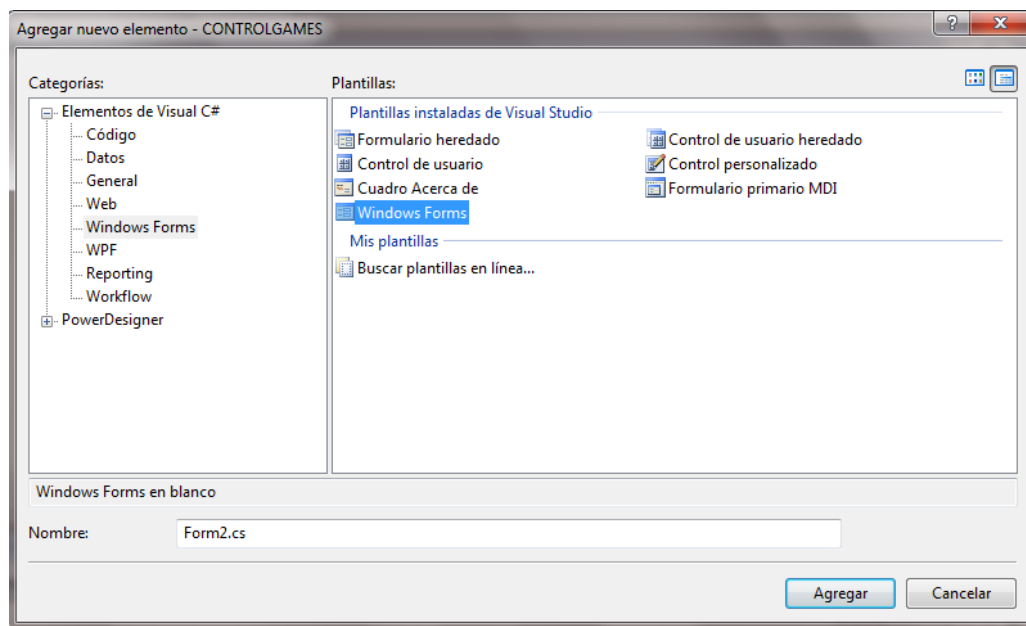 Agregar nuevo elemento - CONTROLGAMES
Categorías:
Elementos de Visual C#
Código
Datos
General
Web
Windows Forms
WPF
Reporting
Workflow
PowerDesigner
Plantillas:
Plantillas instaladas de Visual Studio
Formulario heredado
Control de usuario heredado
Control de usuario
Control personalizado
Cuadro Acerca de
Formulario primario MDI
Windows Forms
Mis plantillas
Buscar plantillas en línea...
Windows Forms en blanco
Nombre:
Form2.cs
Agregar
Cancelar